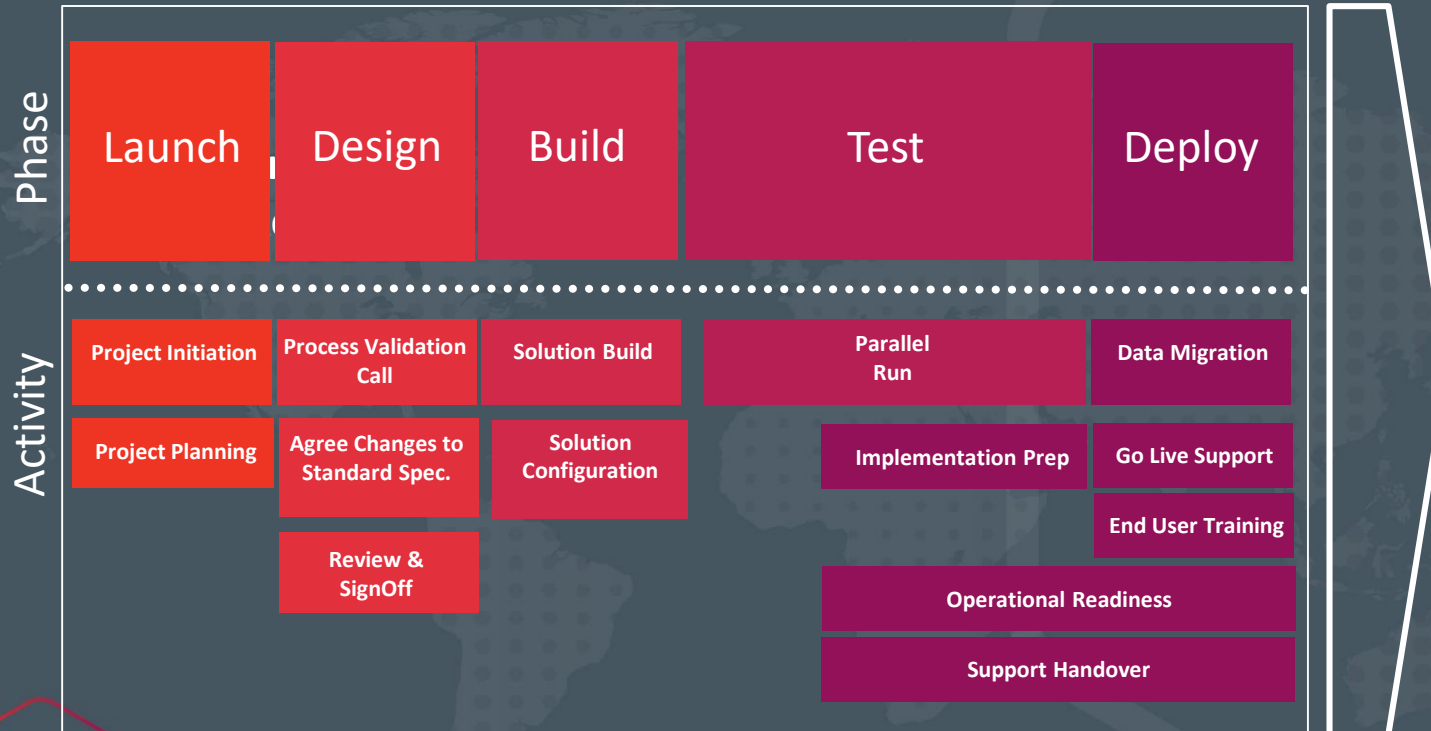 Phase
Launch
Design
Build
Test
Deploy
Activity
Project Initiation
Process Validation
Call
Solution Build
Parallel
Run
Data Migration
Project Planning
Agree Changes to
Standard Spec.
Solution
Configuration
Implementation Prep
Go Live Support
End User Training
Review &
SignOff
Operational Readiness
Support Handover